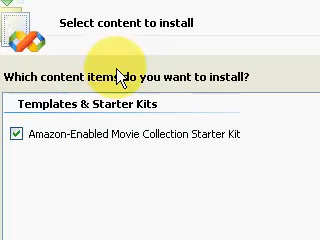 Select content to install
Which content items do you want to install?
Templates & Starter Kits
Amazon-Enabled Movie Collection Starter Kit